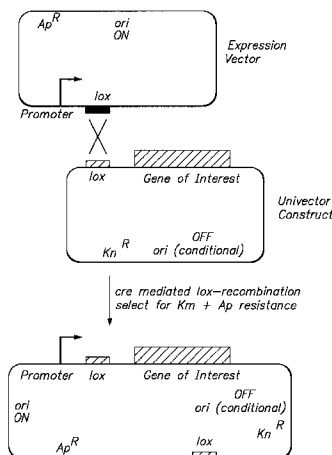 Ap R
ori
ON
Expression
Vector
lox
Promoter
lox
Gene of Interest
Univector
Construct
Kn R
OFF
ori (conditional)
cre mediated lox-recombination
select for Km + Ap resistance
Promoter
lox
Gene of Interest
ori
ON
OFF
ori (conditional)
Kn R
Ap R
lox